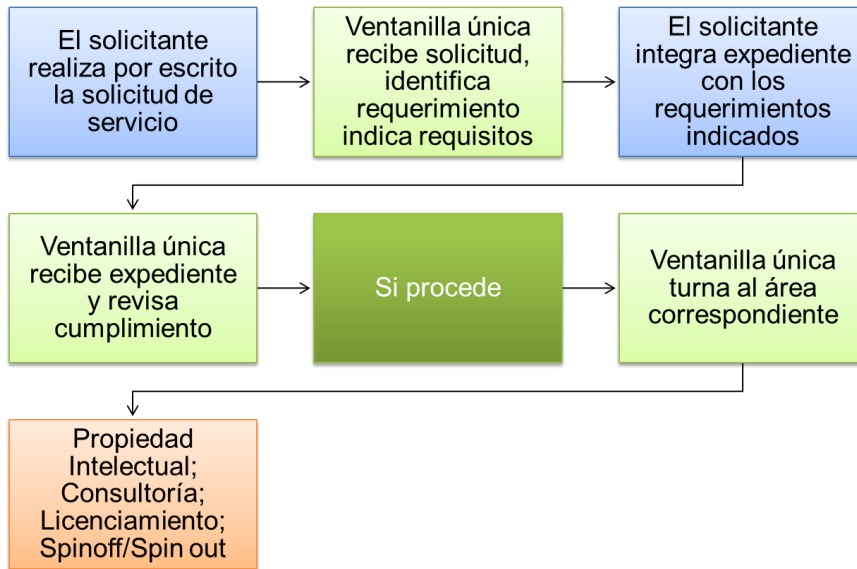 El solicitante
realiza por escrito
la solicitud de
servicio
Ventanilla única
recibe solicitud,
identifica
requerimiento
indica requisitos
El solicitante
integra expediente
con los
requerimientos
indicados
Ventanilla única
recibe expediente
y revisa
cumplimiento
Si procede
Ventanilla única
turna al área
correspondiente
Propiedad
Intelectual;
Consultoría;
Licenciamiento;
Spinoff/Spin out